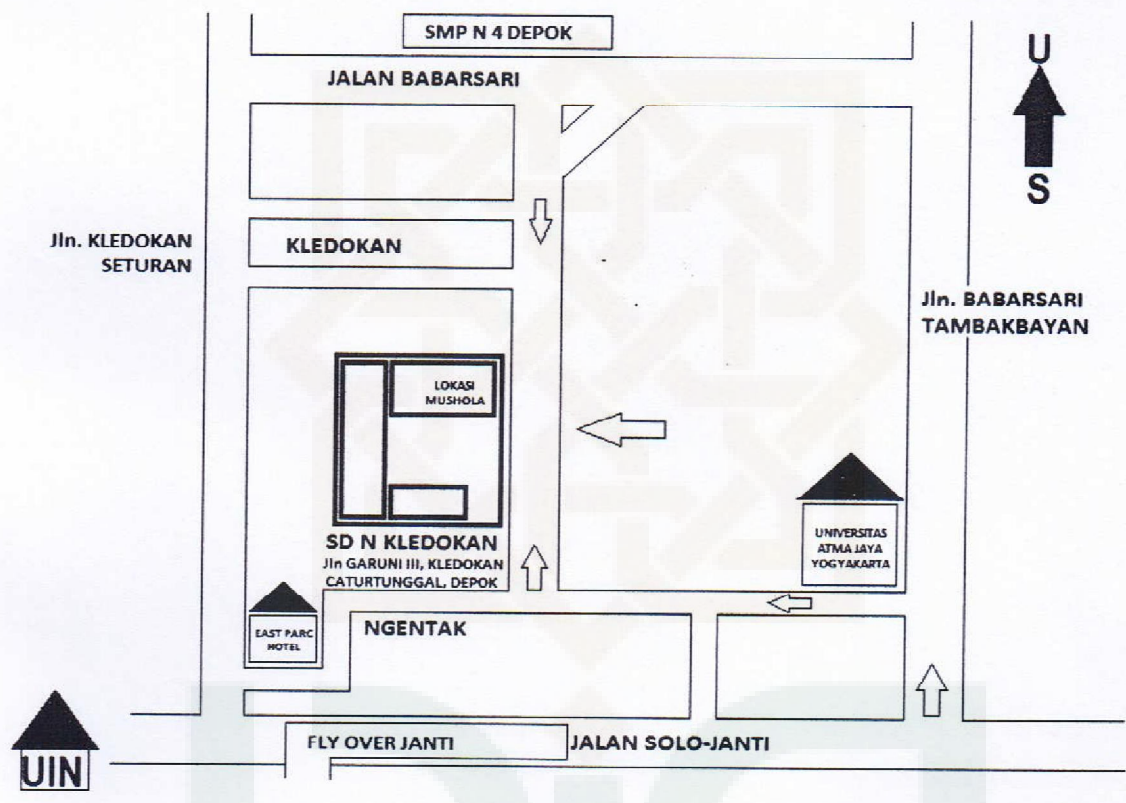 SMP N 4 DEPOK
JALAN BABARSARI
U
S
Jln. KLEDOKAN
SETURAN
KLEDOKAN
Jln. BABARSARI
TAMBAKBAYAN
LOKASI
MUSHOLA
SD N KLEDOKAN
Jln GARUNI III, KLEDOKAN
CATURTUNGGAL, DEPOK
UNIVERSITAS
ATMA JAYA
YOGYAKARTA
EAST PARC
HOTEL
NGENTAK
FLY OVER JANTI
JALAN SOLO-JANTI
UIN